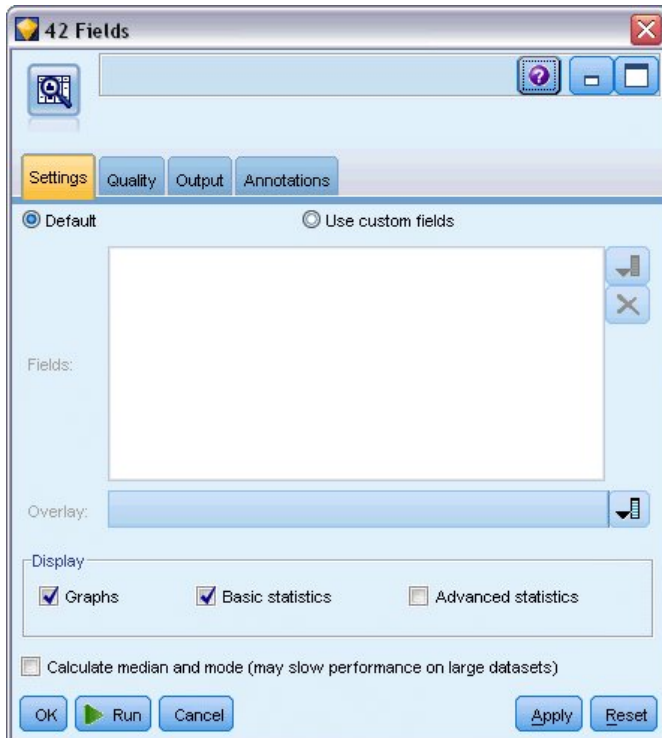 42 Fields
?
Settings Quality Output Annotations
Default Use custom fields
Fields:
Overlay:
Display
Graphs Basic statistics Advanced statistics
Calculate median and mode (may slow performance on large datasets)
OK Run Cancel Apply Reset